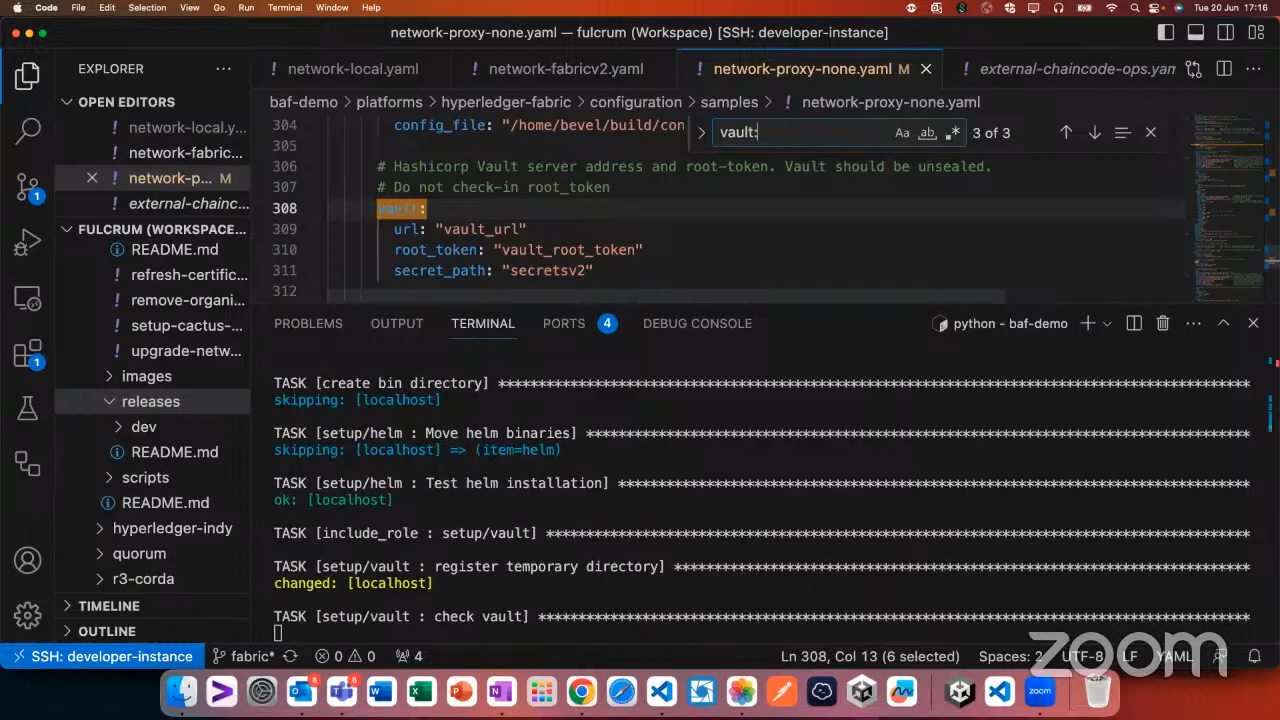 Code File Edit Selection View Go Run Terminal Window Help Tue 20 Jun 17:16
network-proxy-none.yaml — fulcrum (Workspace) [SSH: developer-instance]
EXPLORER
! network-local.yaml ! network-fabricv2.yaml ! network-proxy-none.yaml M ! external-chaincode-ops.yam
OPEN EDITORS
! network-local.y...
! network-fabric...
! network-p... M
! external-chainc...
FULCRUM (WORKSPACE...
README.md
! refresh-certific...
! remove-organi...
! setup-cactus-...
! upgrade-netw...
images
releases
dev
README.md
scripts
README.md
hyperledger-indy
quorum
r3-corda
TIMELINE
OUTLINE
1
1
baf-demo > platforms > hyperledger-fabric > configuration > samples > ! network-proxy-none.yaml
vault: Aa ab .* 3 of 3
304 config_file: "/home/bevel/build/con
305
306 # Hashicorp Vault server address and root-token. Vault should be unsealed.
307 # Do not check-in root_token
308 vault:
309 url: "vault_url"
310 root_token: "vault_root_token"
311 secret_path: "secretsv2"
312
PROBLEMS OUTPUT TERMINAL PORTS 4 DEBUG CONSOLE python - baf-demo
TASK [create bin directory] **********************************************************************************************
skipping: [localhost]
TASK [setup/helm : Move helm binaries] ***********************************************************************************
skipping: [localhost] => (item=helm)
TASK [setup/helm : Test helm installation] *******************************************************************************
ok: [localhost]
TASK [include_role : setup/vault] ****************************************************************************************
TASK [setup/vault : register temporary directory] ************************************************************************
changed: [localhost]
TASK [setup/vault : check vault] *****************************************************************************************
SSH: developer-instance fabric* 0 0 4 Ln 308, Col 13 (6 selected) Spaces: 2 UTF-8 LF YAML
zoom
8
6
zoom